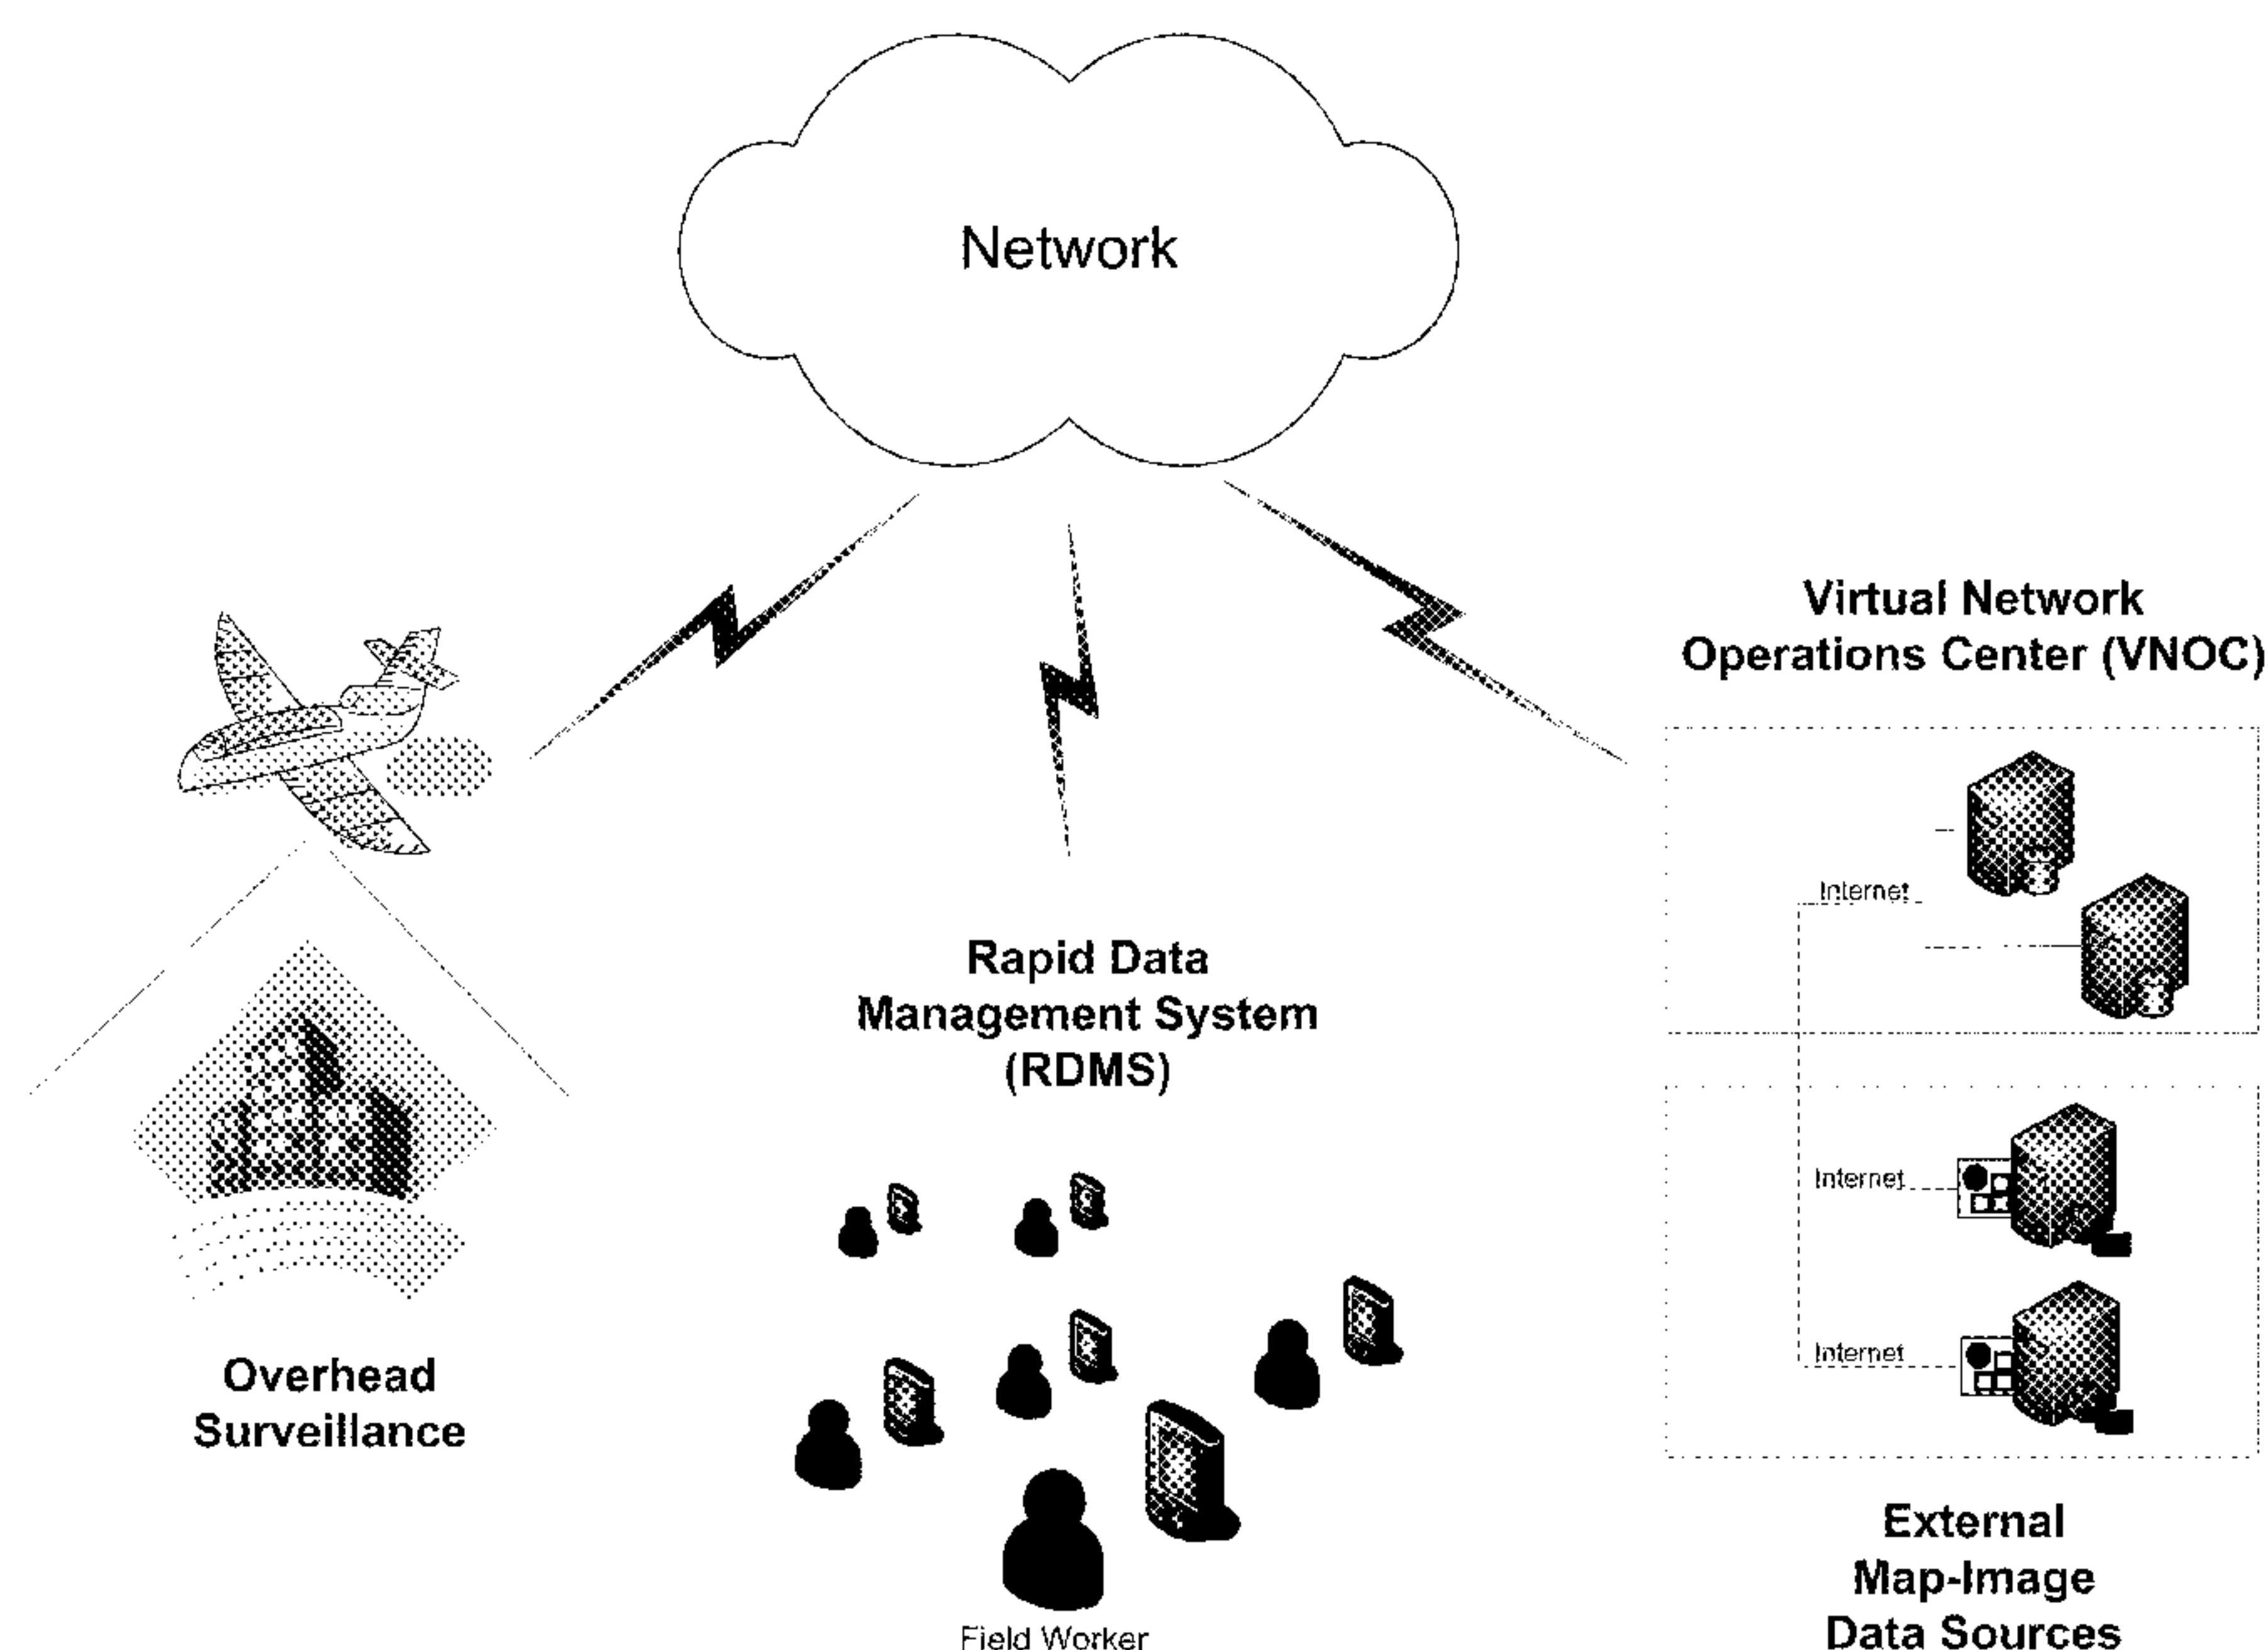 Network
Virtual Network
Operations Center (VNOC)
Internet
Rapid Data
Management System
(RDMS)
Internet
Internet
Overhead
Surveillance
External
Map-Image
Data Sources
Field Worker